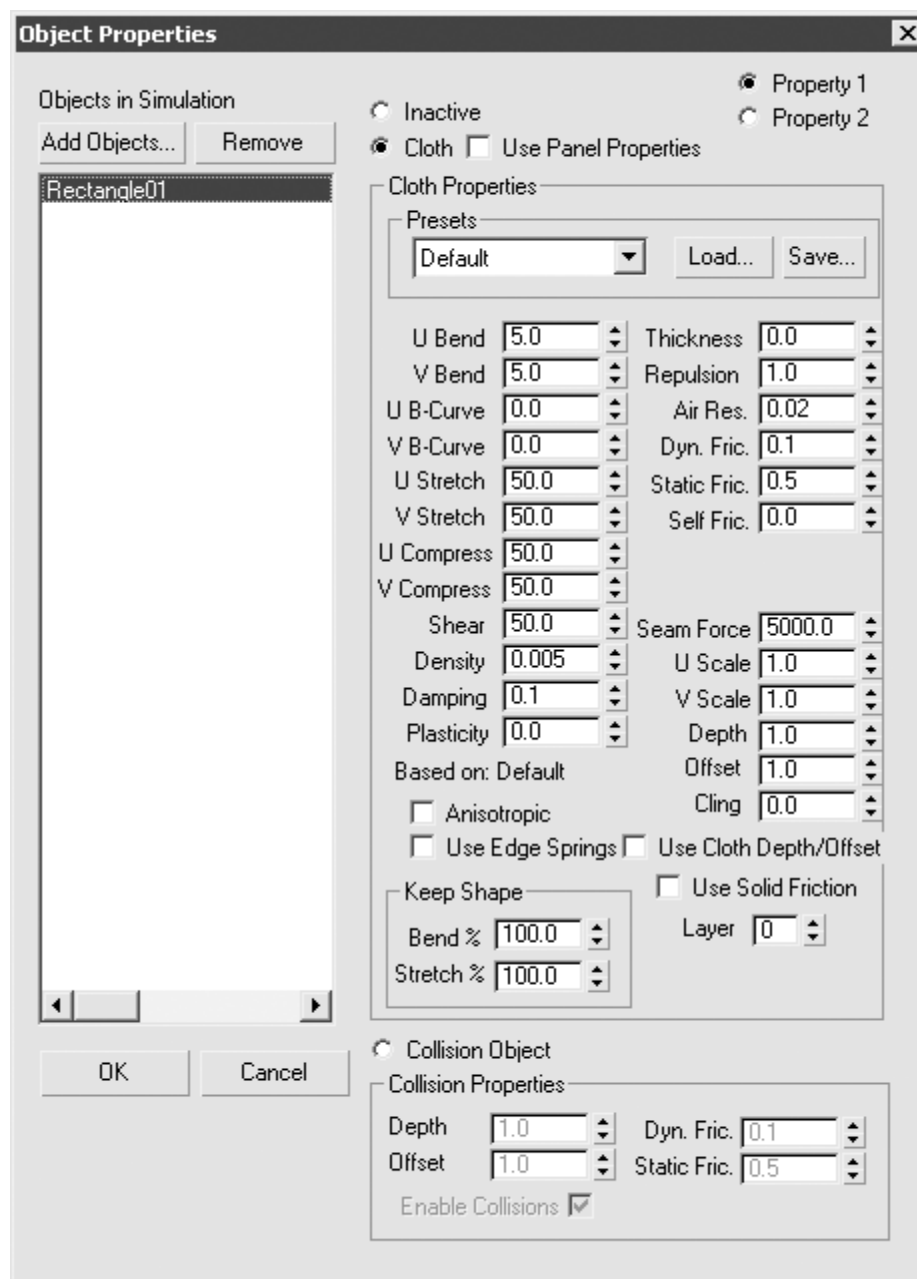 Object Properties
Objects in Simulation
Add Objects... Remove
Rectangle01
OK Cancel
Inactive
Property 1
Property 2
Cloth Use Panel Properties
Cloth Properties
Presets
Default Load... Save...
U Bend 5.0 Thickness 0.0
V Bend 5.0 Repulsion 1.0
U B-Curve 0.0 Air Res. 0.02
V B-Curve 0.0 Dyn. Fric. 0.1
U Stretch 50.0 Static Fric. 0.5
V Stretch 50.0 Self Fric. 0.0
U Compress 50.0
V Compress 50.0
Shear 50.0 Seam Force 5000.0
Density 0.005 U Scale 1.0
Damping 0.1 V Scale 1.0
Plasticity 0.0 Depth 1.0
Based on: Default Offset 1.0
Cling 0.0
Anisotropic
Use Edge Springs Use Cloth Depth/Offset
Keep Shape Use Solid Friction
Bend % 100.0 Layer 0
Stretch % 100.0
Collision Object
Collision Properties
Depth 1.0 Dyn. Fric. 0.1
Offset 1.0 Static Fric. 0.5
Enable Collisions